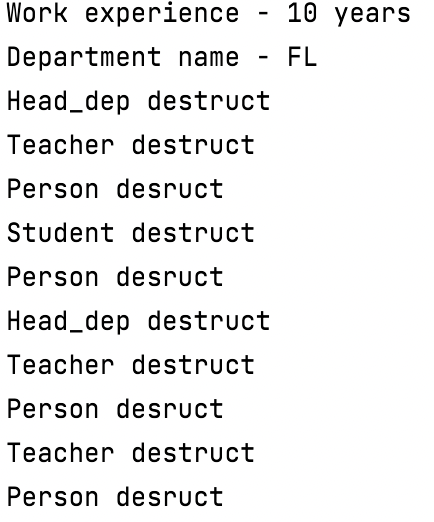 Work experience - 10 years
Department name - FL
Head_dep destruct
Teacher destruct
Person desruct
Student destruct
Person desruct
Head_dep destruct
Teacher destruct
Person desruct
Teacher destruct
Person desruct